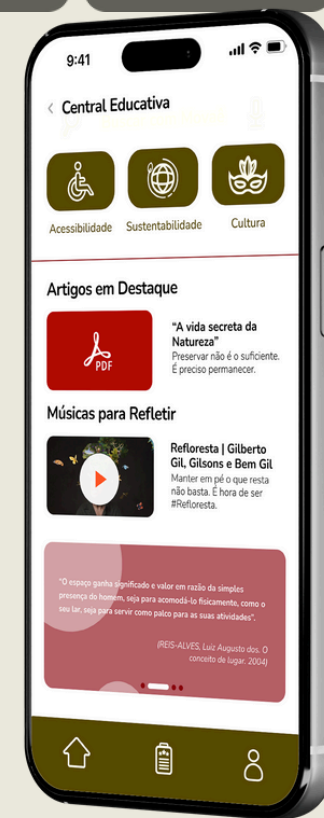 9:41
Central Educativa
Acessibilidade
Sustentabilidade
Cultura
Artigos em Destaque
PDF
“A vida secreta da
Natureza”
Preservar não é o suficiente.
É preciso permanecer.
Músicas para Refletir
Refloresta | Gilberto
Gil, Gilsons e Bem Gil
Manter em pé o que resta
não basta. É hora de ser
#Refloresta.
"O espaço ganha significado e valor em razão da simples
presença do homem, seja para acomodá-lo fisicamente, como o
seu lar, seja para servir como palco para as suas atividades".
(REIS-ALVES, Luiz Augusto dos. O
conceito de lugar. 2004)